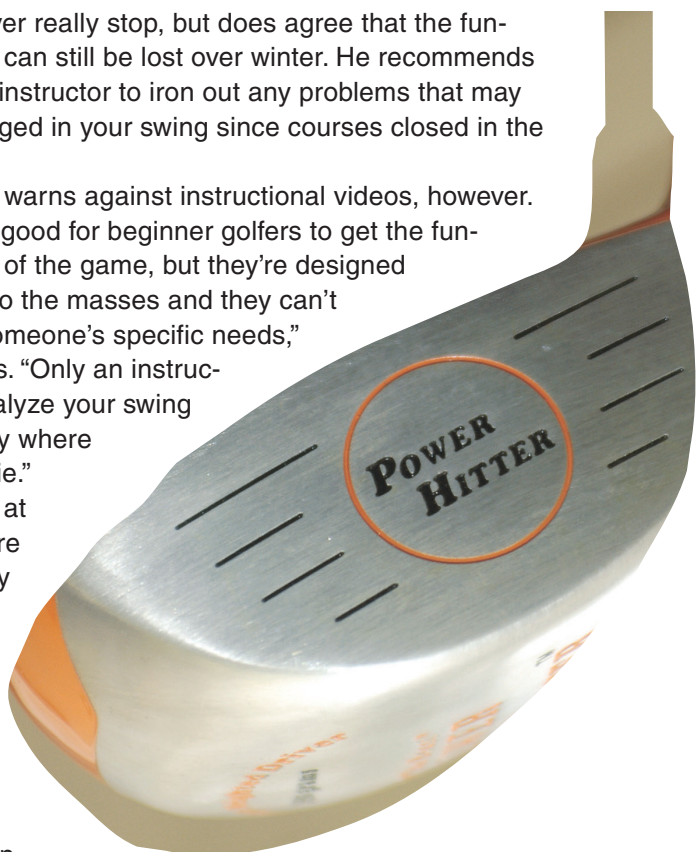 ver really stop, but does agree that the fun-
can still be lost over winter. He recommends
instructor to iron out any problems that may
ged in your swing since courses closed in the
warns against instructional videos, however.
good for beginner golfers to get the fun-
of the game, but they’re designed
o the masses and they can’t
omeone’s specific needs,”
s. “Only an instruc-
alyze your swing
y where
ie.”
at
re
y
POWER
HITTER
Driver